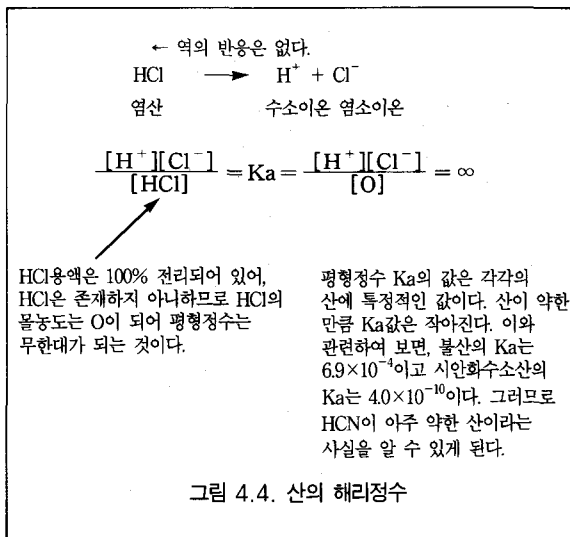 ← 역의 반응은 없다.
HCl → H⁺ + Cl⁻
염산 수소이온 염소이온
[H⁺][Cl⁻]/[HCl] = Ka = [H⁺][Cl⁻]/[O] = ∞
HCl용액은 100% 전리되어 있어,
HCl은 존재하지 아니하므로 HCl의
몰농도는 O이 되어 평형정수는
무한대가 되는 것이다.
평형정수 Ka의 값은 각각의
산에 특정적인 값이다. 산이 약한
만큼 Ka값은 작아진다. 이와
관련하여 보면, 불산의 Ka는
6.9×10⁻⁴이고 시안화수소산의
Ka는 4.0×10⁻¹⁰이다. 그러므로
HCN이 아주 약한 산이라는
사실을 알 수 있게 된다.
그림 4.4. 산의 해리정수